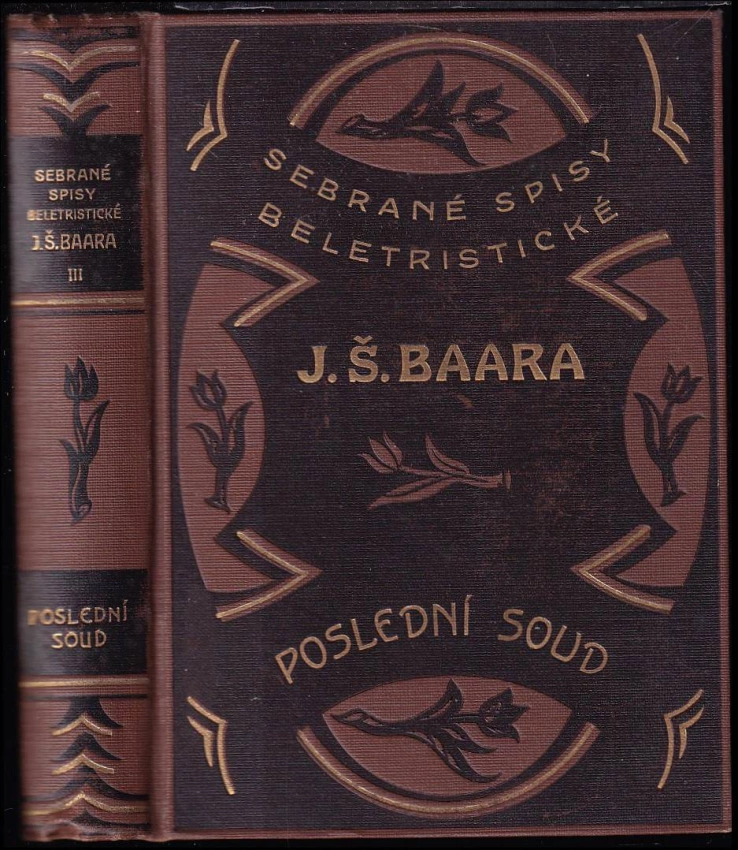 SEBRANÉ
SPISY
BELETRISTICKÉ
J.Š.BAARA
III
POSLEDNÍ
SOUD
SEBRANÉ SPISY
BELETRISTICKÉ
J. Š. BAARA
POSLEDNÍ SOUD